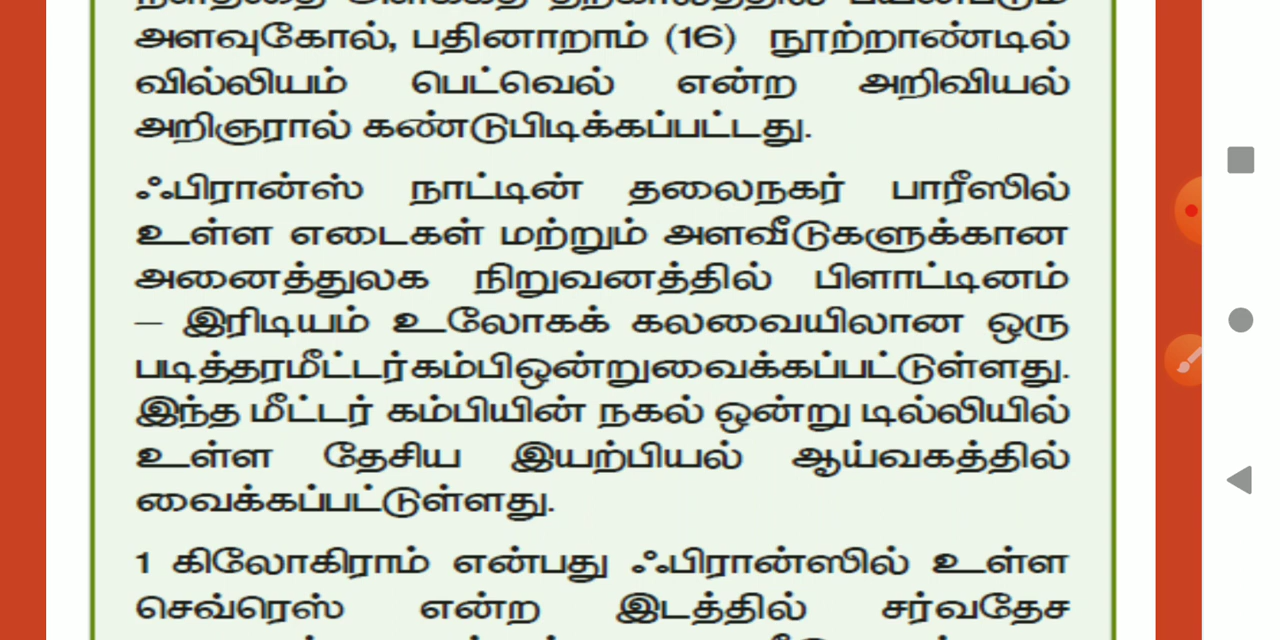 அளவுகோல், பதினாறாம் (16) நூற்றாண்டில்
வில்லியம் பெட்வெல் என்ற அறிவியல்
அறிஞரால் கண்டுபிடிக்கப்பட்டது.
ஃபிரான்ஸ் நாட்டின் தலைநகர் பாரீஸில்
உள்ள எடைகள் மற்றும் அளவீடுகளுக்கான
அனைத்துலக நிறுவனத்தில் பிளாட்டினம்
– இரிடியம் உலோகக் கலவையிலான ஒரு
படித்தரமீட்டர்கம்பிஒன்றுவைக்கப்பட்டுள்ளது.
இந்த மீட்டர் கம்பியின் நகல் ஒன்று டில்லியில்
உள்ள தேசிய இயற்பியல் ஆய்வகத்தில்
வைக்கப்பட்டுள்ளது.
1 கிலோகிராம் என்பது ஃபிரான்ஸில் உள்ள
செவ்ரெஸ் என்ற இடத்தில் சர்வதேச